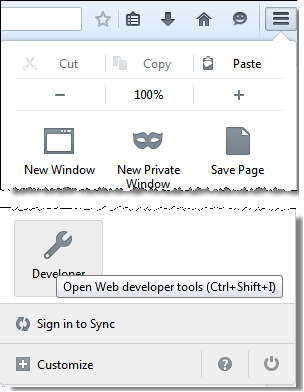 Cut Copy Paste
− 100% +
New Window New Private Window Save Page
Developer
Open Web developer tools (Ctrl+Shift+I)
Sign in to Sync
Customize ?